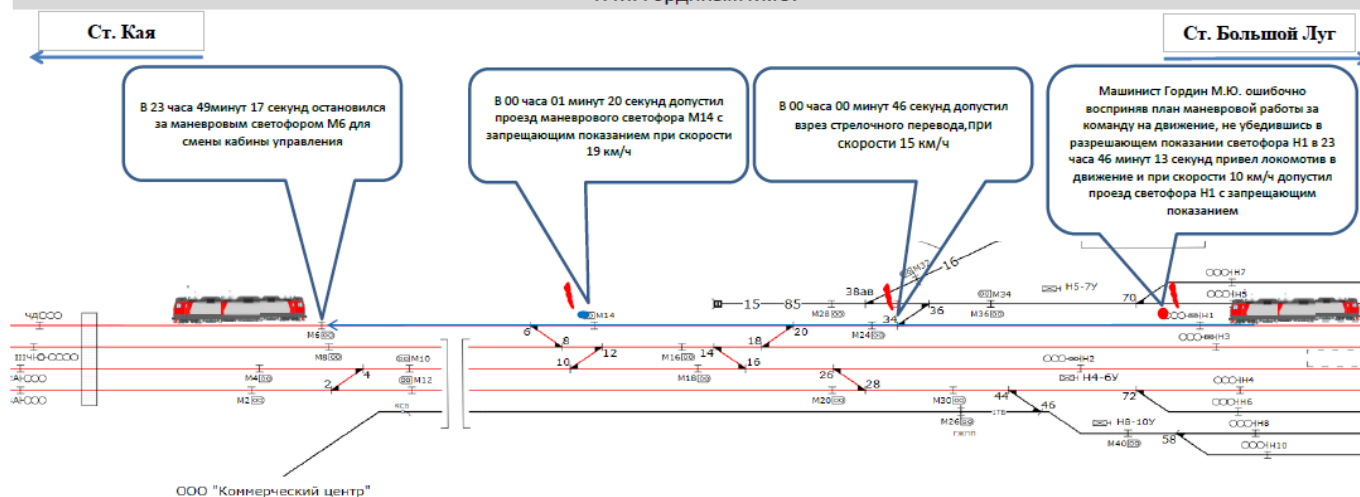 Ст. Кая
Ст. Большой Луг
В 23 часа 49минут 17 секунд остановился
за маневровым светофором М6 для
смены кабины управления
В 00 часа 01 минут 20 секунд допустил
проезд маневрового светофора М14 с
запрещающим показанием при скорости
19 км/ч
В 00 часа 00 минут 46 секунд допустил
взрез стрелочного перевода,при
скорости 15 км/ч
Машинист Гордин М.Ю. ошибочно
восприняв план маневровой работы за
команду на движение, не убедившись в
разрешающем показании светофора Н1 в 23
часа 46 минут 13 секунд привел локомотив в
движение и при скорости 10 км/ч допустил
проезд светофора Н1 с запрещающим
показанием
М32
16
Н7
38ав
М34
Н5-7У
70
Н5
15
85
М28
36
М36
ЧД
М14
Н1
М6
6
20
М24
34
Н3
М8
8
12
М16
14
18
М10
10
16
Н2
М4
4
М12
М18
26
Н4-6У
Н4
2
28
44
72
М2
М20
М30
46
Н6
М26
Н8-10У
Н8
М40
58
Н10
ООО "Коммерческий центр"